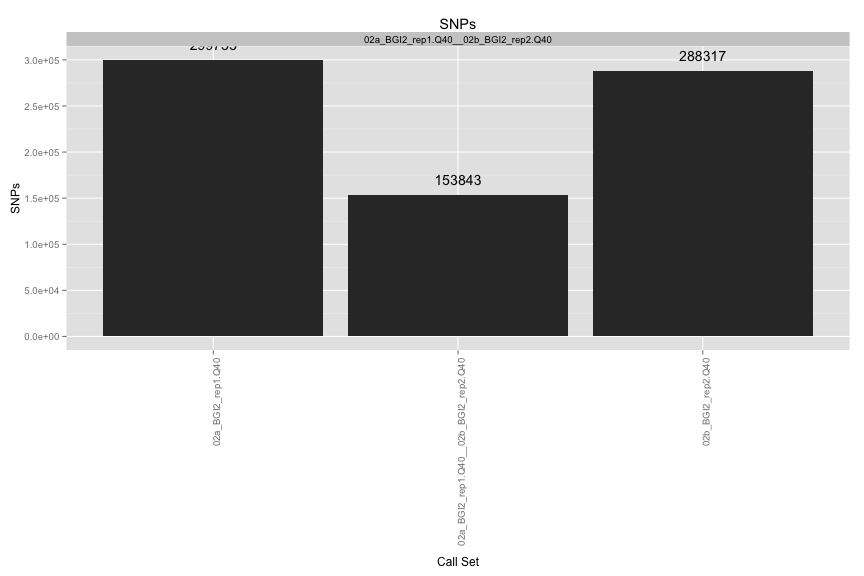 SNPs
02a_BGI2_rep1.Q40__02b_BGI2_rep2.Q40
288317
153843
3.0e+05
2.5e+05
2.0e+05
1.5e+05
1.0e+05
5.0e+04
0.0e+00
SNPs
02a_BGI2_rep1.Q40
02a_BGI2_rep1.Q40__02b_BGI2_rep2.Q40
02b_BGI2_rep2.Q40
Call Set